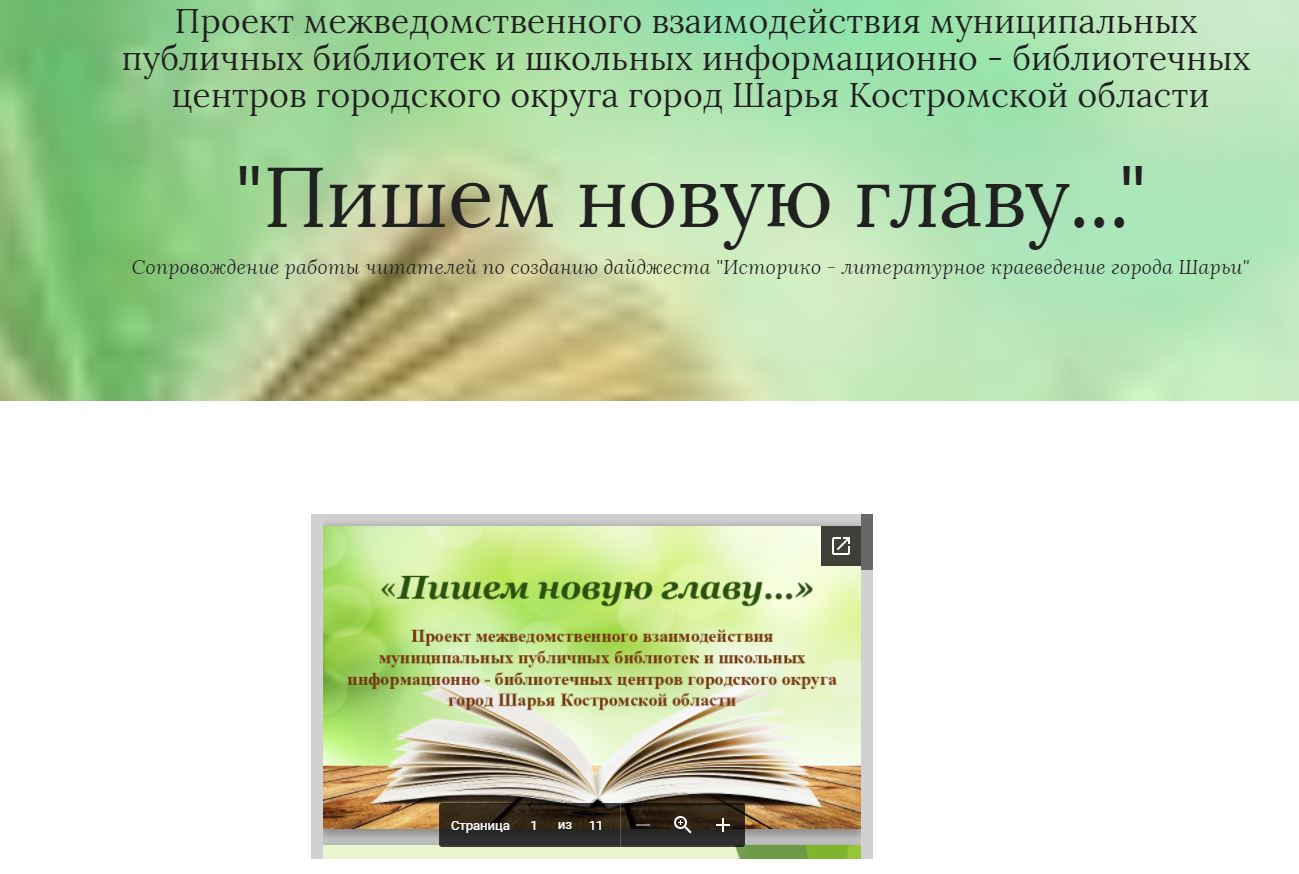 Проект межведомственного взаимодействия муниципальных
публичных библиотек и школьных информационно - библиотечных
центров городского округа город Шарья Костромской области
"Пишем новую главу..."
Сопровождение работы читателей по созданию дайджеста "Историко - литературное краеведение города Шарьи"
«Пишем новую главу...»
Проект межведомственного взаимодействия
муниципальных публичных библиотек и школьных
информационно - библиотечных центров городского округа
город Шарья Костромской области
Страница 1 из 11